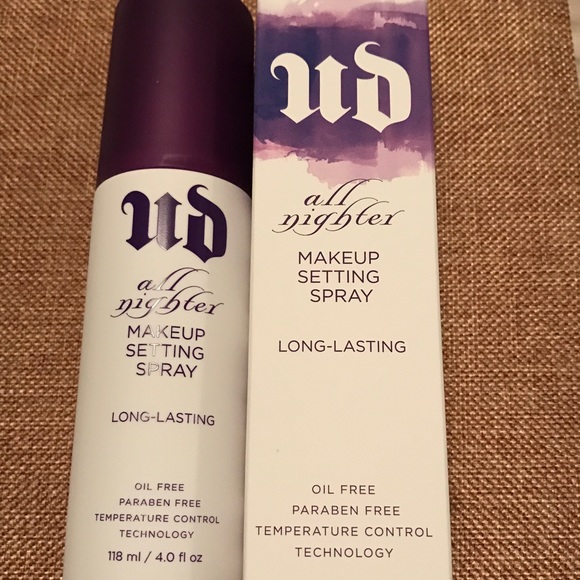 ud
all
nighter
MAKEUP
SETTING
SPRAY
LONG-LASTING
OIL FREE
PARABEN FREE
TEMPERATURE CONTROL
TECHNOLOGY
118 ml / 4.0 fl oz
ud
all
nighter
MAKEUP
SETTING
SPRAY
LONG-LASTING
OIL FREE
PARABEN FREE
TEMPERATURE CONTROL
TECHNOLOGY